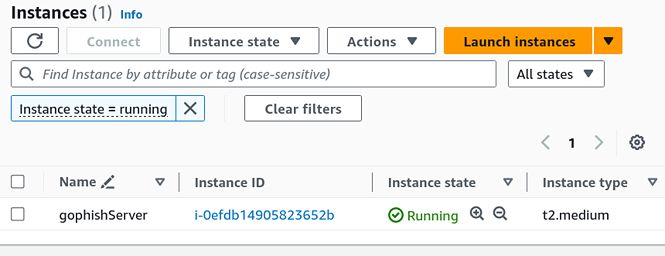 Instances (1) Info
Connect Instance state Actions Launch instances
Find Instance by attribute or tag (case-sensitive) All states
Instance state = running Clear filters
1
Name Instance ID Instance state Instance type
gophishServer i-0efdb14905823652b Running t2.medium